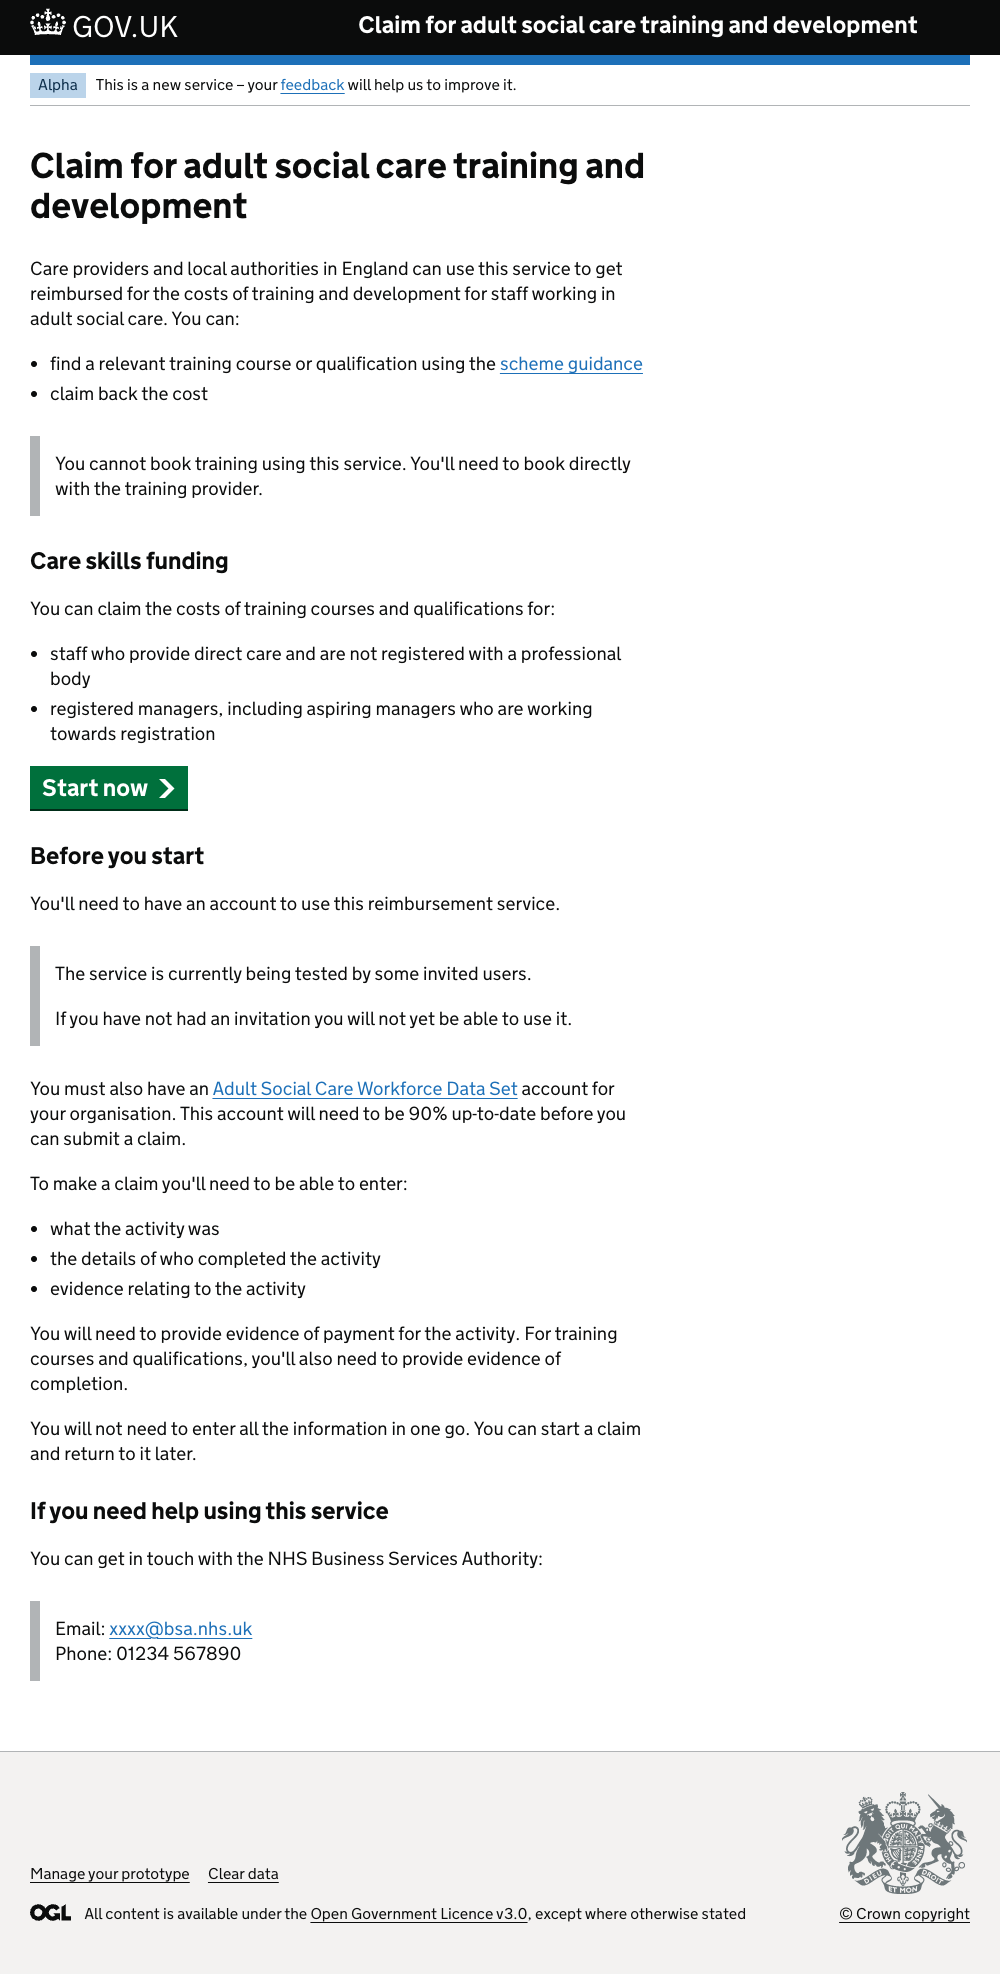 GOV.UK
Claim for adult social care training and development
Alpha
This is a new service – your feedback will help us to improve it.
Claim for adult social care training and
development
Care providers and local authorities in England can use this service to get
reimbursed for the costs of training and development for staff working in
adult social care. You can:
• find a relevant training course or qualification using the scheme guidance
• claim back the cost
You cannot book training using this service. You'll need to book directly
with the training provider.
Care skills funding
You can claim the costs of training courses and qualifications for:
• staff who provide direct care and are not registered with a professional
body
• registered managers, including aspiring managers who are working
towards registration
Start now
Before you start
You'll need to have an account to use this reimbursement service.
The service is currently being tested by some invited users.
If you have not had an invitation you will not yet be able to use it.
You must also have an Adult Social Care Workforce Data Set account for
your organisation. This account will need to be 90% up-to-date before you
can submit a claim.
To make a claim you'll need to be able to enter:
• what the activity was
• the details of who completed the activity
• evidence relating to the activity
You will need to provide evidence of payment for the activity. For training
courses and qualifications, you'll also need to provide evidence of
completion.
You will not need to enter all the information in one go. You can start a claim
and return to it later.
If you need help using this service
You can get in touch with the NHS Business Services Authority:
Email: xxxx@bsa.nhs.uk
Phone: 01234 567890
Manage your prototype
Clear data
OGL
All content is available under the Open Government Licence v3.0, except where otherwise stated
DIEU ET MON DROIT
© Crown copyright